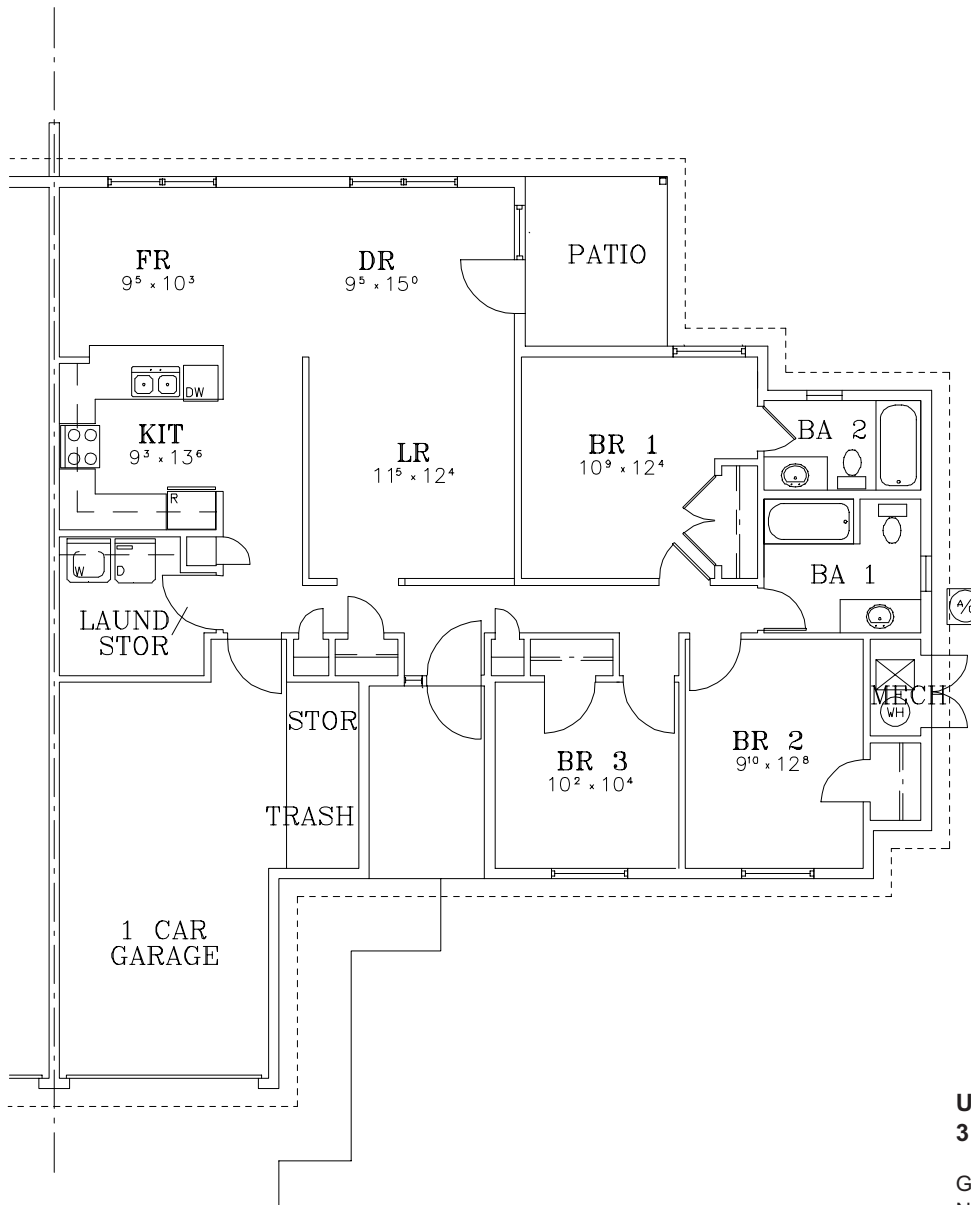 FR
9⁵ x 10³
DR
9⁵ x 15⁰
PATIO
DW
KIT
9³ x 13⁶
R
LR
11⁵ x 12⁴
BR 1
10⁹ x 12⁴
BA 2
BA 1
W
D
LAUND
STOR
MECH
WH
STOR
TRASH
BR 3
10² x 10⁴
BR 2
9¹⁰ x 12⁸
1 CAR
GARAGE
U
3
G